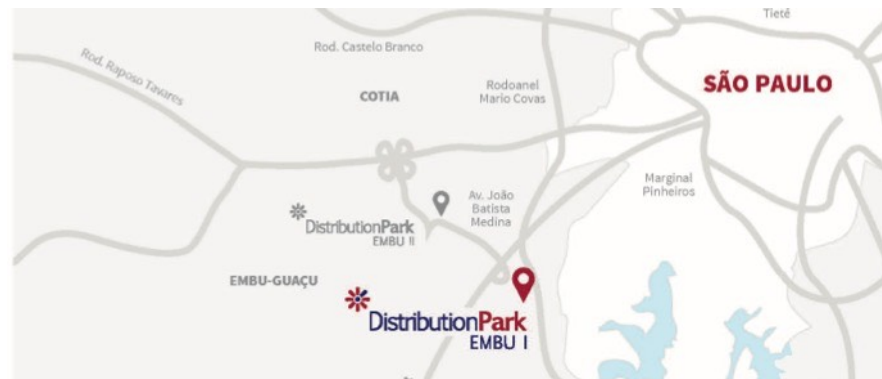 Tietê
Rod. Castelo Branco
Rod. Raposo Tavares
SÃO PAULO
Rodoanel
Mario Covas
COTIA
Marginal
Pinheiros
Av. João
Batista
Medina
DistributionPark
EMBU II
EMBU-GUAÇU
DistributionPark
EMBU I